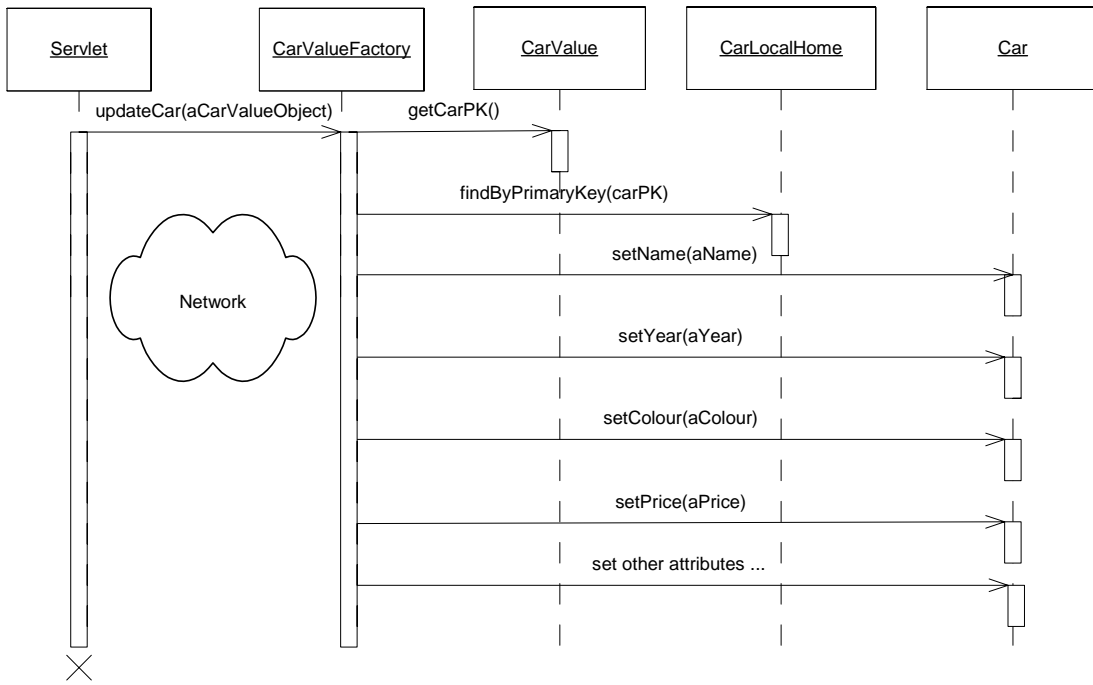 Servlet
CarValueFactory
CarValue
CarLocalHome
Car
updateCar(aCarValueObject)
getCarPK()
findByPrimaryKey(carPK)
setName(aName)
Network
setYear(aYear)
setColour(aColour)
setPrice(aPrice)
set other attributes ...